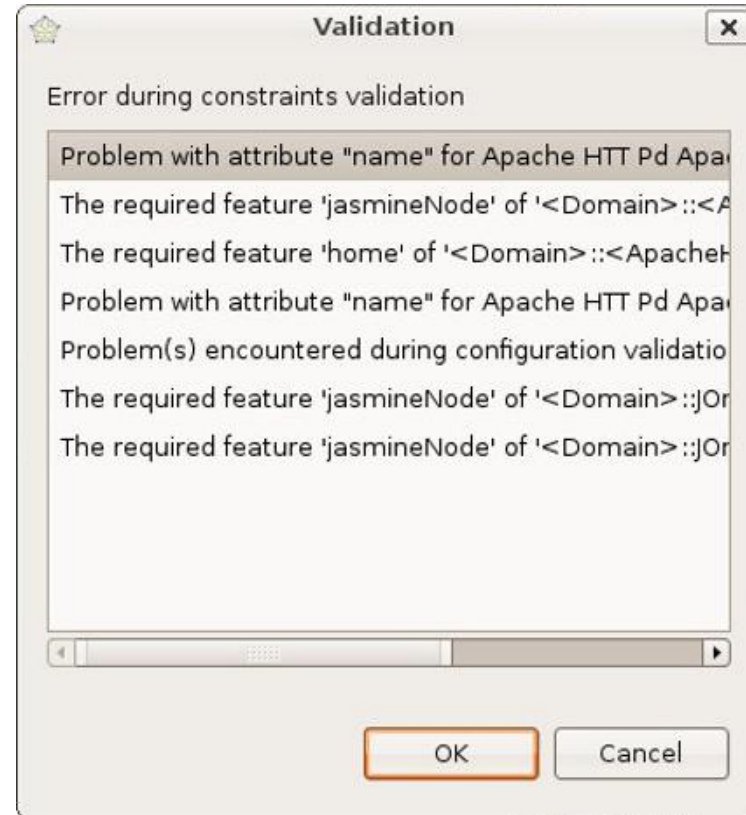 Validation
Error during constraints validation
Problem with attribute "name" for Apache HTT Pd Apa
The required feature 'jasmineNode' of '<Domain>::<A
The required feature 'home' of '<Domain>::<ApacheH
Problem with attribute "name" for Apache HTT Pd Apa
Problem(s) encountered during configuration validatio
The required feature 'jasmineNode' of '<Domain>::JOr
The required feature 'jasmineNode' of '<Domain>::JOr
OK Cancel